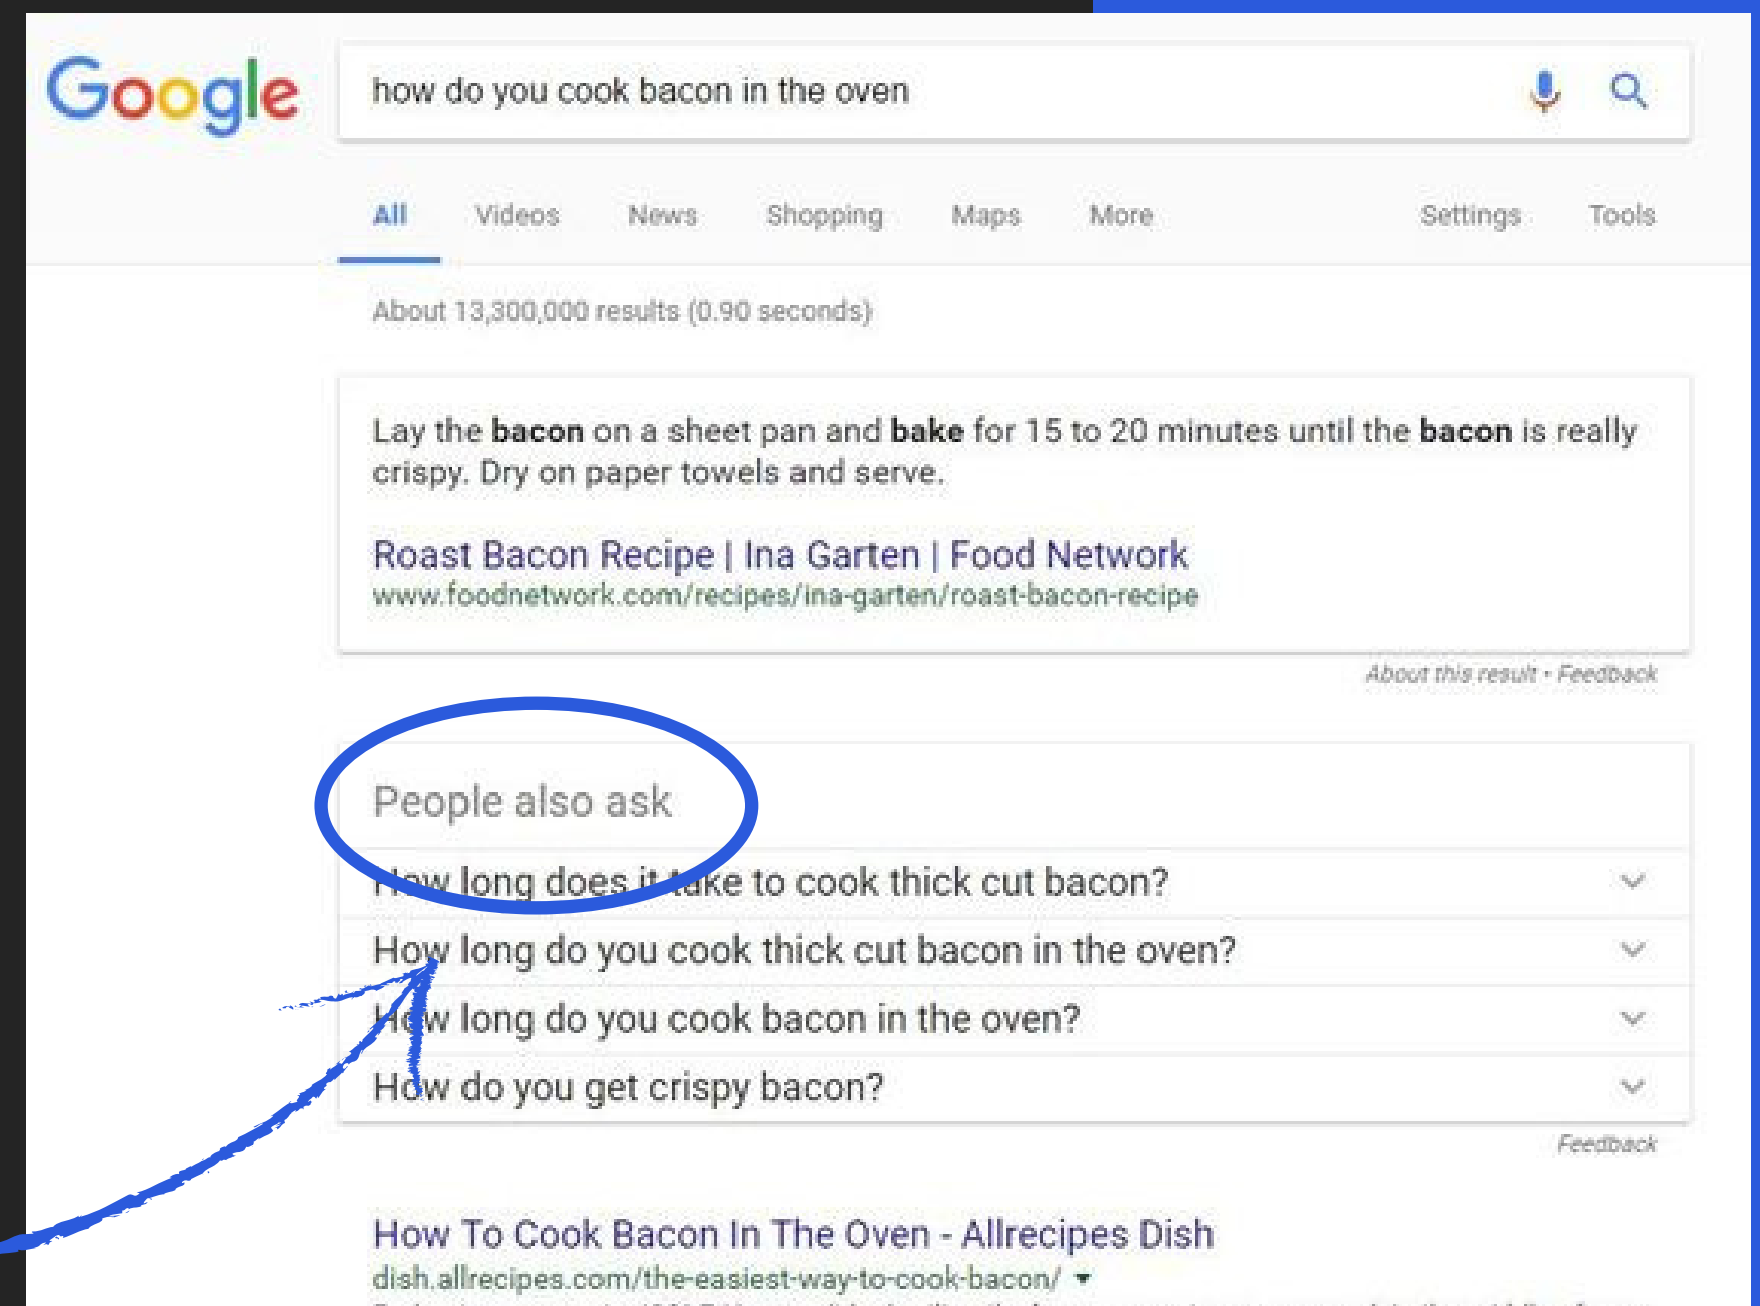 Google
how do you cook bacon in the oven
All Videos News Shopping Maps More Settings Tools
About 13,300,000 results (0.90 seconds)
Lay the bacon on a sheet pan and bake for 15 to 20 minutes until the bacon is really
crispy. Dry on paper towels and serve.
Roast Bacon Recipe | Ina Garten | Food Network
www.foodnetwork.com/recipes/ina-garten/roast-bacon-recipe
About this result • Feedback
People also ask
How long does it take to cook thick cut bacon?
How long do you cook thick cut bacon in the oven?
How long do you cook bacon in the oven?
How do you get crispy bacon?
Feedback
How To Cook Bacon In The Oven - Allrecipes Dish
dish.allrecipes.com/the-easiest-way-to-cook-bacon/